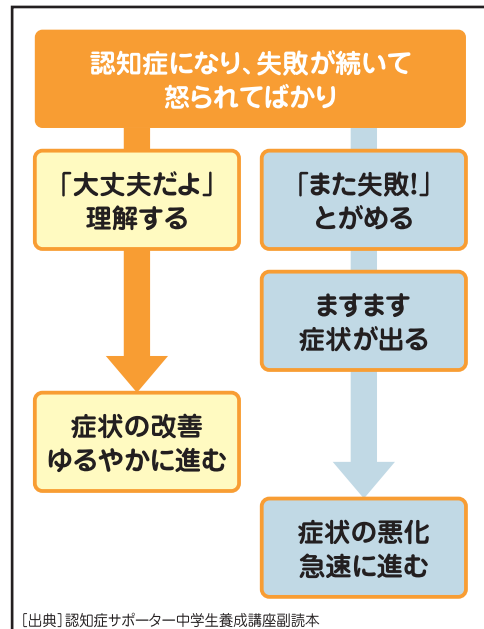 認知症になり、失敗が続いて
怒られてばかり
「大丈夫だよ」
理解する
症状の改善
ゆるやかに進む
「また失敗!」
とがめる
ますます
症状が出る
症状の悪化
急速に進む
[出典]認知症サポーター中学生養成講座副読本